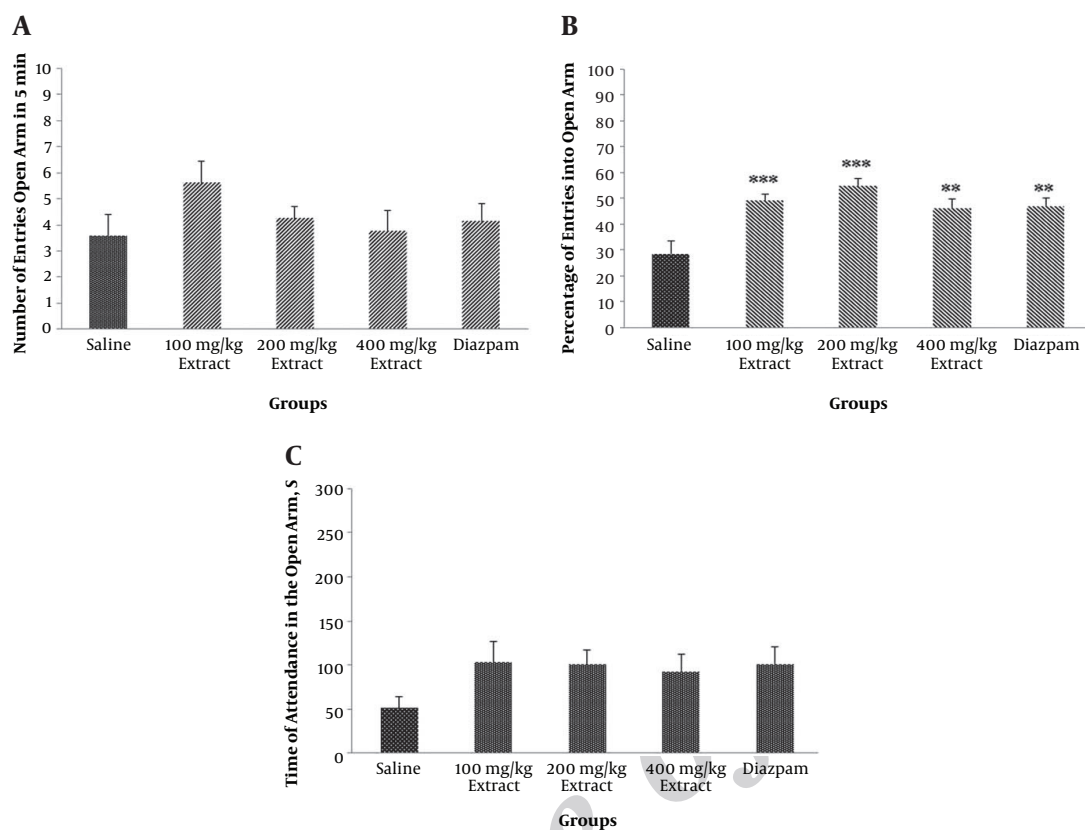 A
Number of Entries Open Arm in 5 min
10
9
8
7
6
5
4
3
2
1
0
Saline
100 mg/kg
Extract
200 mg/kg
Extract
400 mg/kg
Extract
Diazpam
Groups
B
Percentage of Entries into Open Arm
100
90
80
70
60
50
40
30
20
10
0
***
***
**
**
Saline
100 mg/kg
Extract
200 mg/kg
Extract
400 mg/kg
Extract
Diazpam
Groups
C
Time of Attendance in the Open Arm, S
300
250
200
150
100
50
0
Saline
100 mg/kg
Extract
200 mg/kg
Extract
400 mg/kg
Extract
Diazpam
Groups